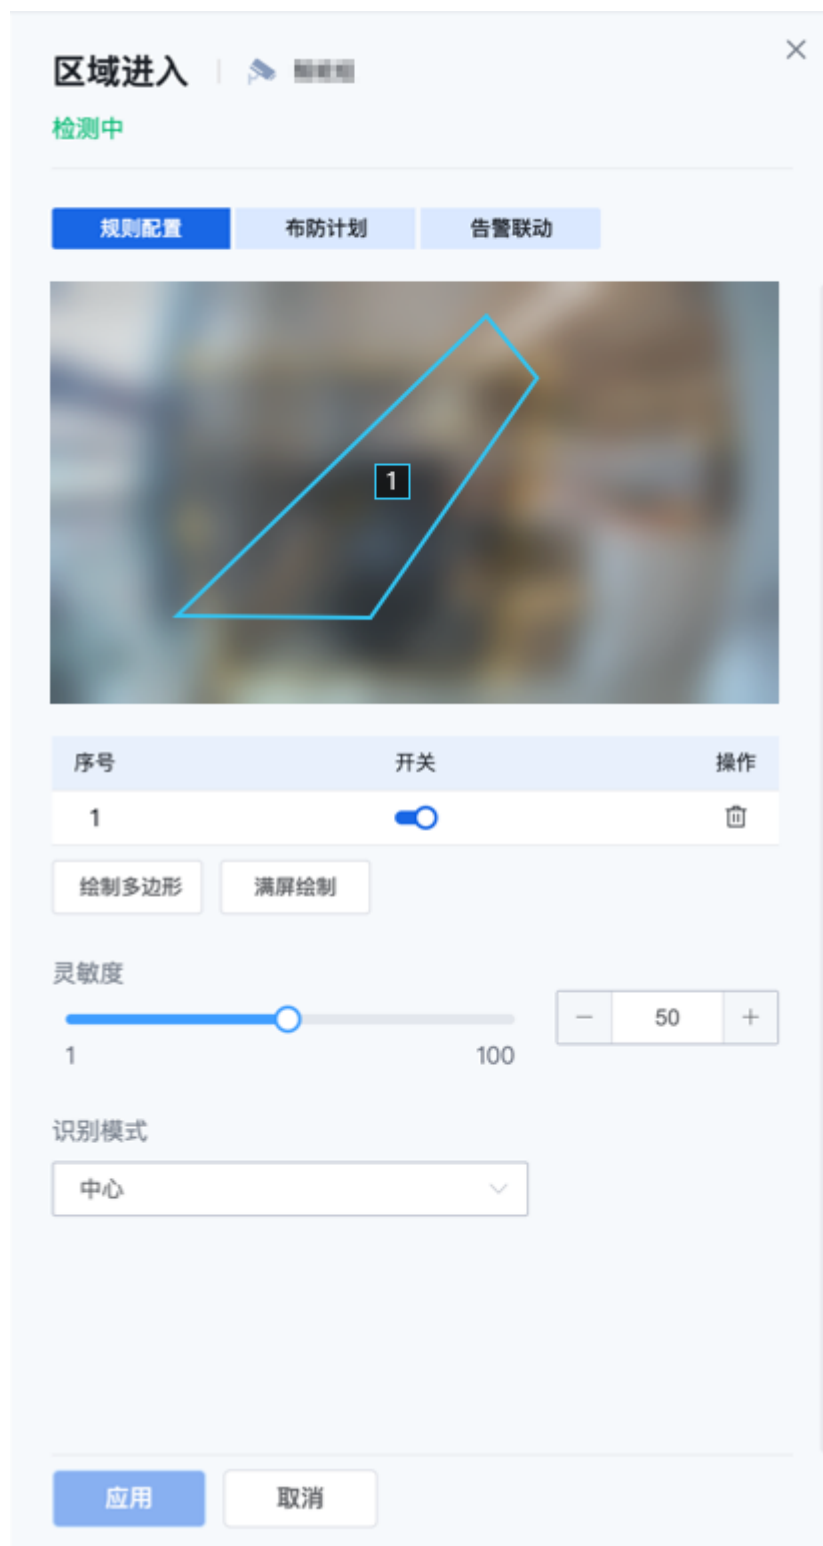 区域进入
检测中
规则配置 布防计划 告警联动
1
序号 开关 操作
1
绘制多边形 满屏绘制
灵敏度
50
1 100
识别模式
中心
应用 取消